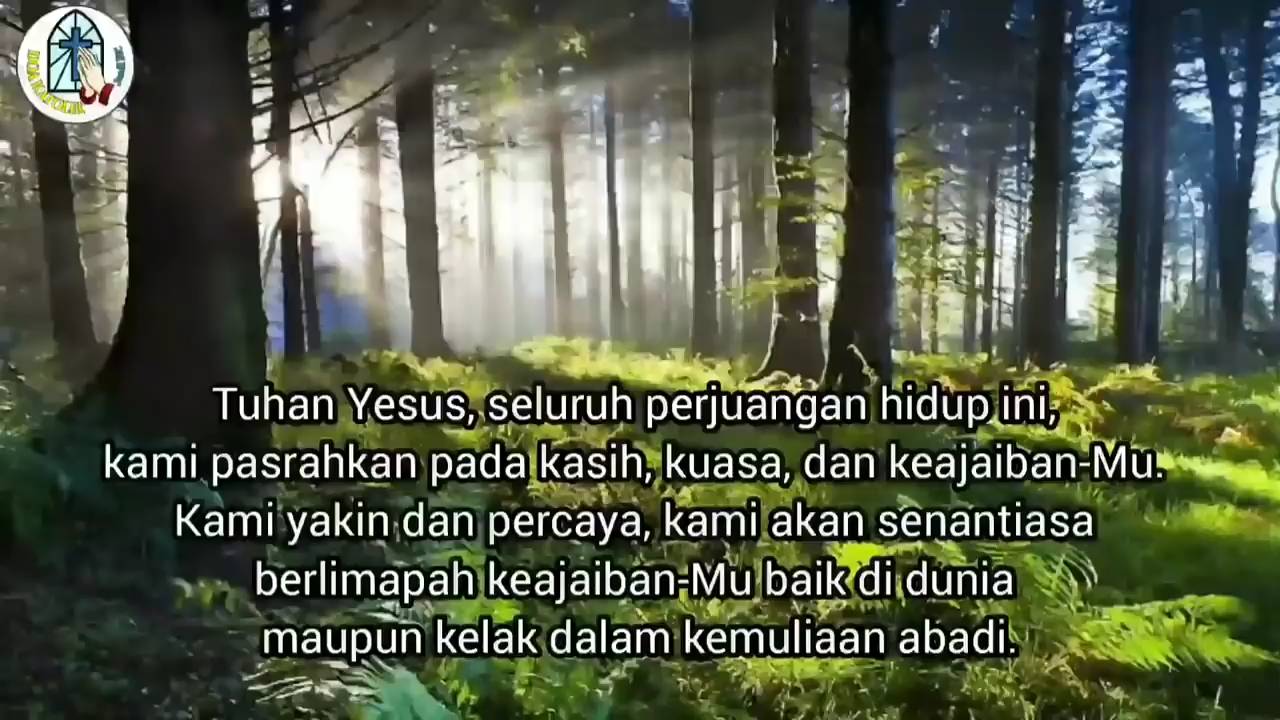 Tuhan Yesus, seluruh perjuangan hidup ini,
kami pasrahkan pada kasih, kuasa, dan keajaiban-Mu.
Kami yakin dan percaya, kami akan senantiasa
berlimapah keajaiban-Mu baik di dunia
maupun kelak dalam kemuliaan abadi.